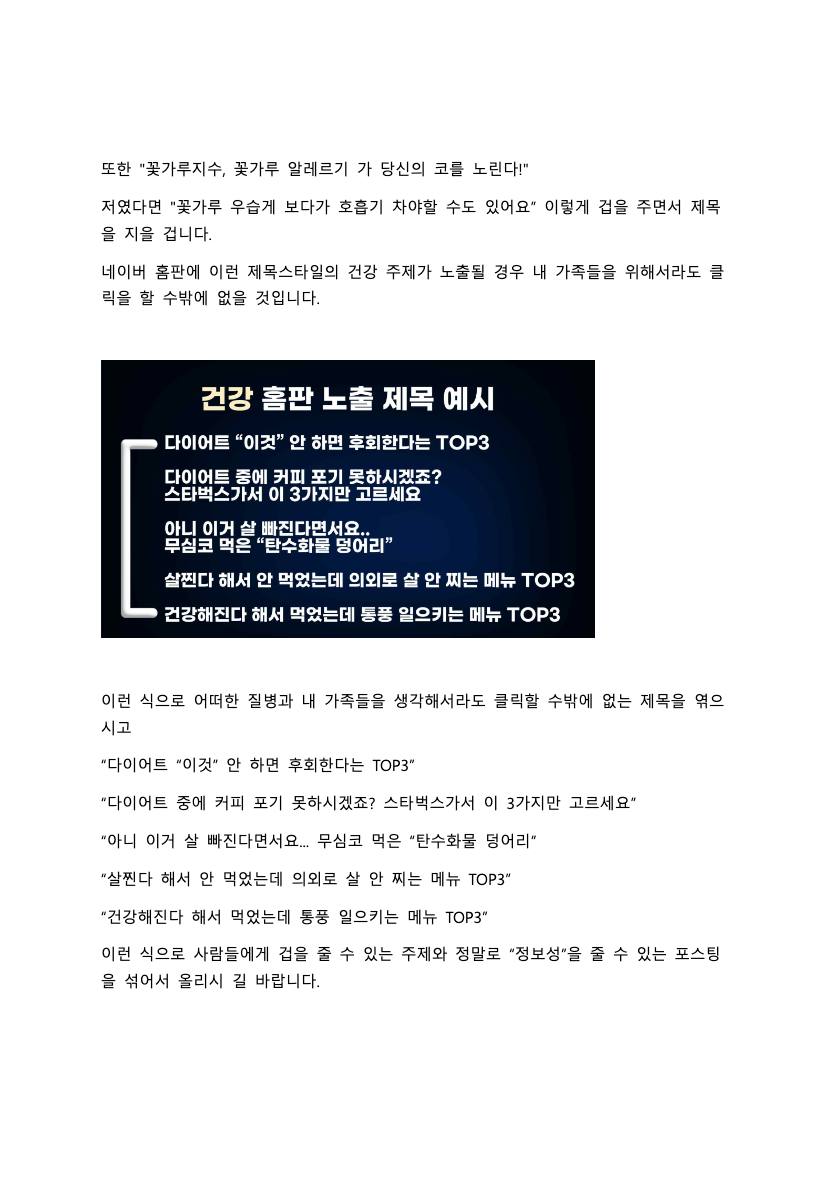 또한 "꽃가루지수, 꽃가루 알레르기 가 당신의 코를 노린다!"
저였다면 "꽃가루 우습게 보다가 호흡기 차야할 수도 있어요” 이렇게 겁을 주면서 제목
을 지을 겁니다.
네이버 홈판에 이런 제목스타일의 건강 주제가 노출될 경우 내 가족들을 위해서라도 클
릭을 할 수밖에 없을 것입니다.
건강 홈판 노출 제목 예시
다이어트 “이것” 안 하면 후회한다는 TOP3
다이어트 중에 커피 포기 못하시겠죠?
스타벅스가서 이 3가지만 고르세요
아니 이거 살 빠진다면서요..
무심코 먹은 “탄수화물 덩어리”
살찐다 해서 안 먹었는데 의외로 살 안 찌는 메뉴 TOP3
건강해진다 해서 먹었는데 통풍 일으키는 메뉴 TOP3
이런 식으로 어떠한 질병과 내 가족들을 생각해서라도 클릭할 수밖에 없는 제목을 엮으
시고
“다이어트 “이것” 안 하면 후회한다는 TOP3”
“다이어트 중에 커피 포기 못하시겠죠? 스타벅스가서 이 3가지만 고르세요”
“아니 이거 살 빠진다면서요... 무심코 먹은 “탄수화물 덩어리”
“살찐다 해서 안 먹었는데 의외로 살 안 찌는 메뉴 TOP3”
“건강해진다 해서 먹었는데 통풍 일으키는 메뉴 TOP3”
이런 식으로 사람들에게 겁을 줄 수 있는 주제와 정말로 “정보성”을 줄 수 있는 포스팅
을 섞어서 올리시 길 바랍니다.